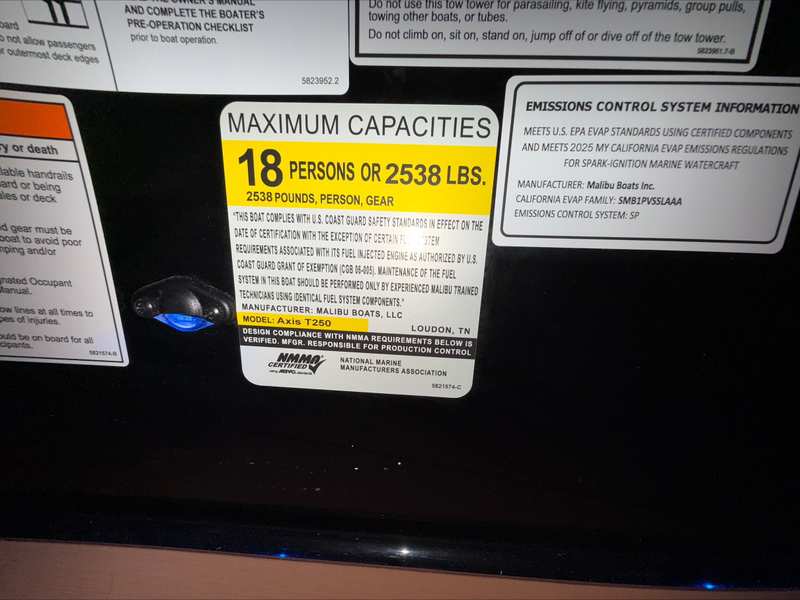 OWNER'S MANUAL
AND COMPLETE THE BOATER'S
PRE-OPERATION CHECKLIST
prior to boat operation.
5823952.2
oard
o not allow passengers
outermost deck edges
Do not use this tow tower for parasailing, kite flying, pyramids, group pulls,
towing other boats, or tubes.
Do not climb on, sit on, stand on, jump off of or dive off of the tow tower.
5823961.7-B
ry or death
lable handrails
ard or being
ales or deck
d gear must be
boat to avoid poor
mping and/or
gnated Occupant
Manual.
ow lines at all times to
pes of injuries.
ould be on board for all
cipants.
5821574-B
MAXIMUM CAPACITIES
18 PERSONS OR 2538 LBS.
2538 POUNDS, PERSON, GEAR
"THIS BOAT COMPLIES WITH U.S. COAST GUARD SAFETY STANDARDS IN EFFECT ON THE
DATE OF CERTIFICATION WITH THE EXCEPTION OF CERTAIN SYSTEM
REQUIREMENTS ASSOCIATED WITH ITS FUEL INJECTED ENGINE AS AUTHORIZED BY U.S.
COAST GUARD GRANT OF EXEMPTION (CGB 06-005). MAINTENANCE OF THE FUEL
SYSTEM IN THIS BOAT SHOULD BE PERFORMED ONLY BY EXPERIENCED MALIBU TRAINED
TECHNICIANS USING IDENTICAL FUEL SYSTEM COMPONENTS."
MANUFACTURER: MALIBU BOATS, LLC
MODEL: Axis T250
LOUDON, TN
DESIGN COMPLIANCE WITH NMMA REQUIREMENTS BELOW IS
VERIFIED. MFGR. RESPONSIBLE FOR PRODUCTION CONTROL
NMMA
CERTIFIED
NATIONAL MARINE
MANUFACTURERS ASSOCIATION
5821574-C
EMISSIONS CONTROL SYSTEM INFORMATION
MEETS U.S. EPA EVAP STANDARDS USING CERTIFIED COMPONENTS
AND MEETS 2025 MY CALIFORNIA EVAP EMISSIONS REGULATIONS
FOR SPARK-IGNITION MARINE WATERCRAFT
MANUFACTURER: Malibu Boats Inc.
CALIFORNIA EVAP FAMILY: SMB1PVSSLAAA
EMISSIONS CONTROL SYSTEM: SP